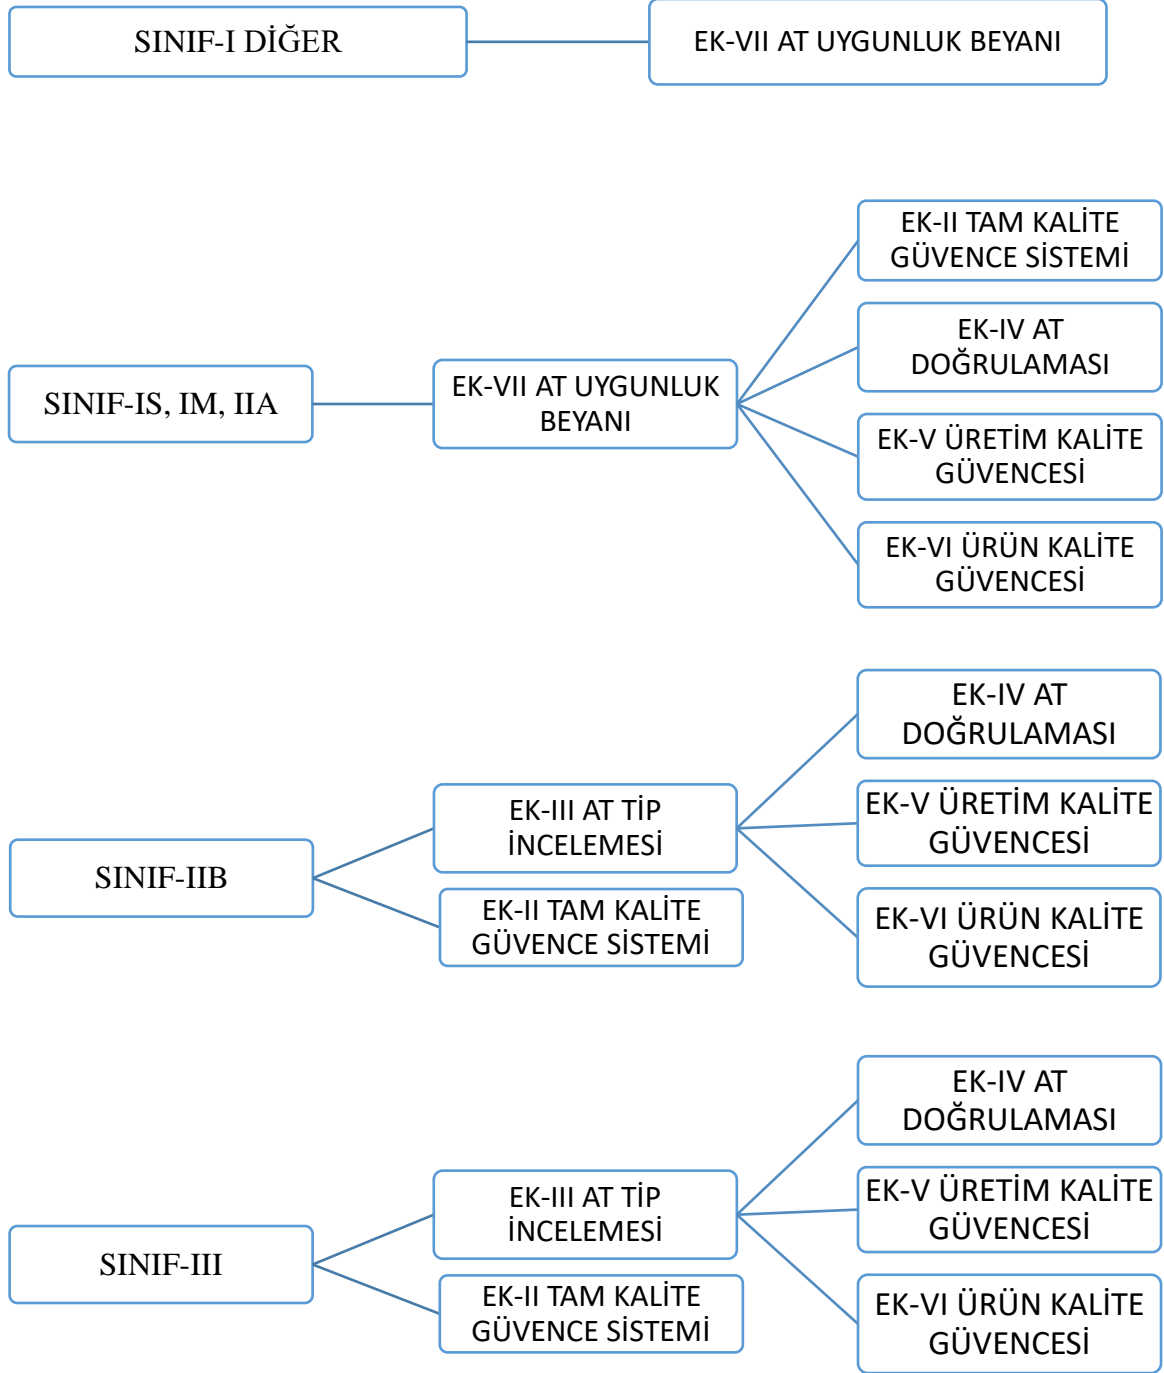 SINIF-I DİĞER
EK-VII AT UYGUNLUK BEYANI
SINIF-IS, IM, IIA
EK-VII AT UYGUNLUK
BEYANI
EK-II TAM KALİTE
GÜVENCE SİSTEMİ
EK-IV AT
DOĞRULAMASI
EK-V ÜRETİM KALİTE
GÜVENCESİ
EK-VI ÜRÜN KALİTE
GÜVENCESİ
SINIF-IIB
EK-III AT TİP
İNCELEMESİ
EK-IV AT
DOĞRULAMASI
EK-V ÜRETİM KALİTE
GÜVENCESİ
EK-VI ÜRÜN KALİTE
GÜVENCESİ
EK-II TAM KALİTE
GÜVENCE SİSTEMİ
SINIF-III
EK-III AT TİP
İNCELEMESİ
EK-IV AT
DOĞRULAMASI
EK-V ÜRETİM KALİTE
GÜVENCESİ
EK-VI ÜRÜN KALİTE
GÜVENCESİ
EK-II TAM KALİTE
GÜVENCE SİSTEMİ